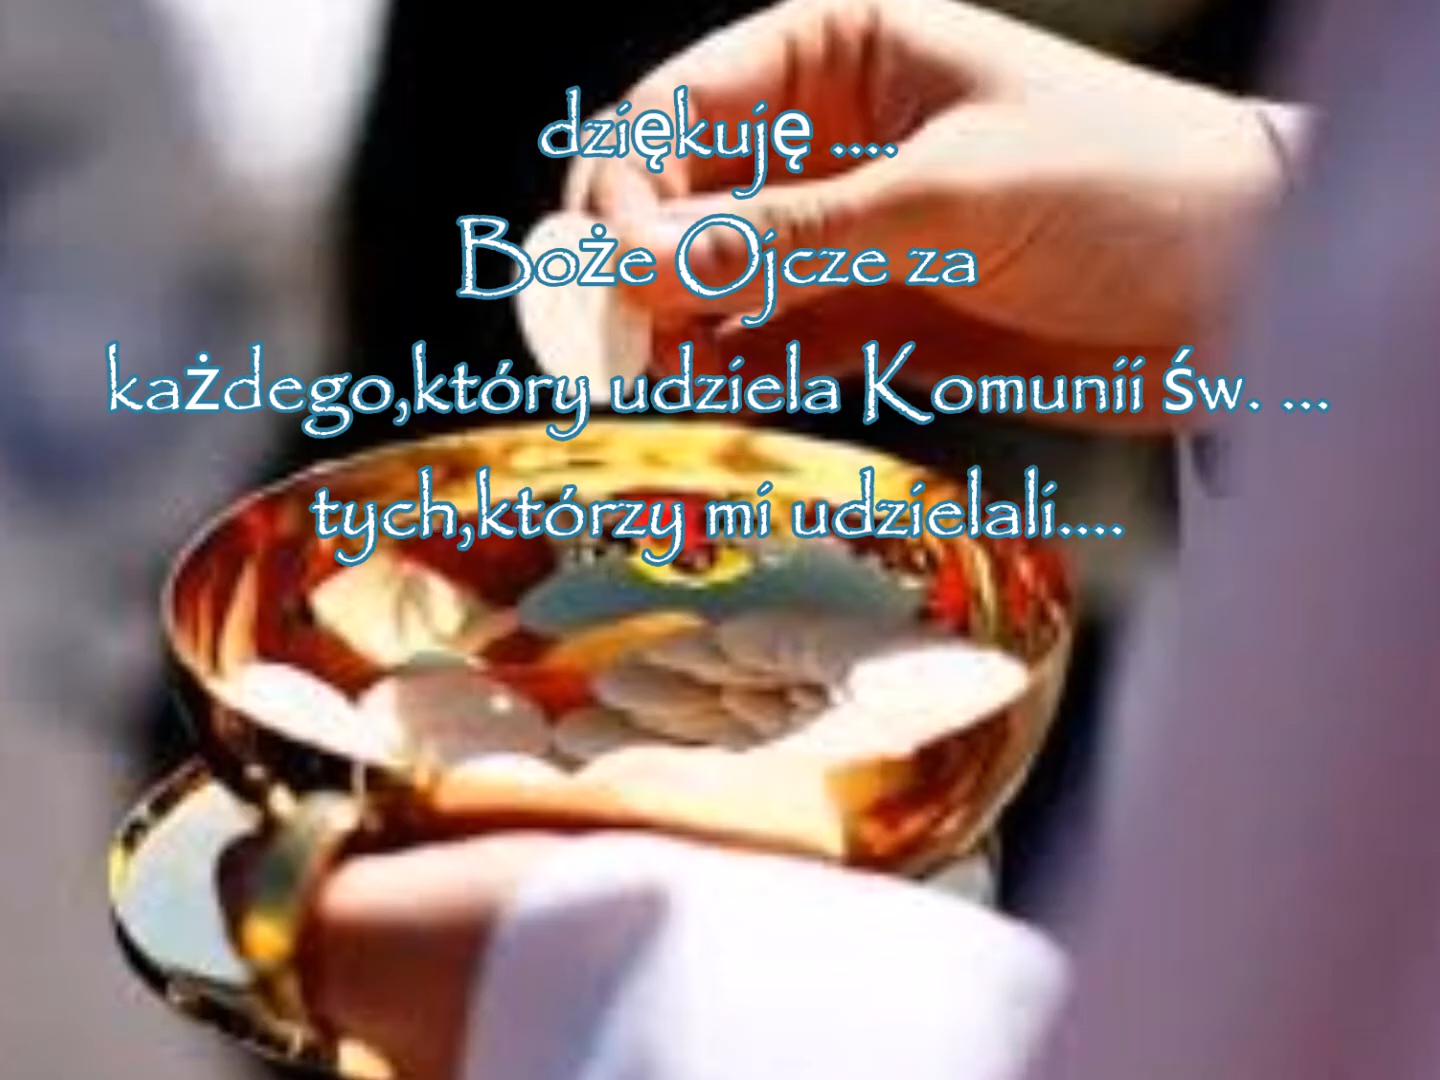 dziękuję ....
Boże Ojcze za
każdego,który udziela Komunii św. ...
tych,którzy mi udzielali....